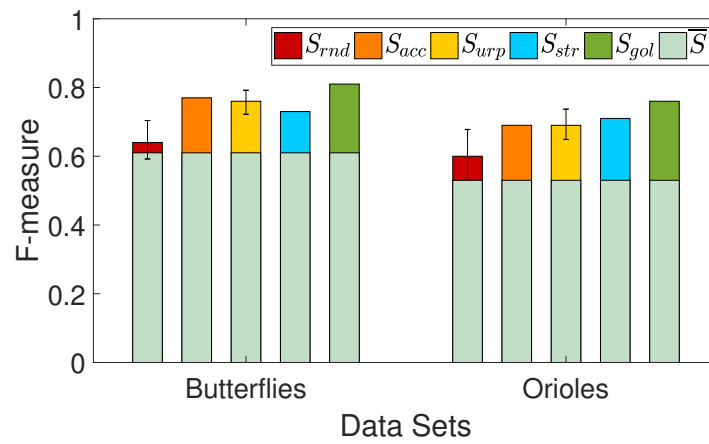 1
S_rnd S_acc S_urp S_str S_gol S̅
0.8
0.6
0.4
0.2
0
F-measure
Butterflies Orioles
Data Sets